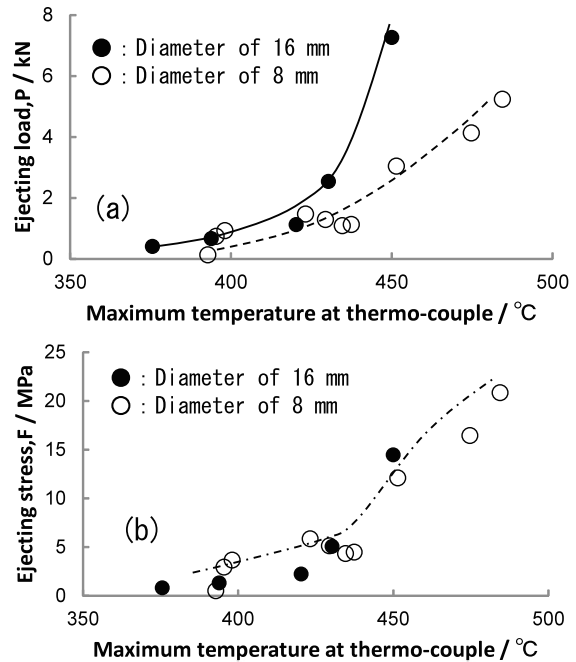 8
● : Diameter of 16 mm
○ : Diameter of 8 mm
6
4
2
0
Ejecting load,P / kN
(a)
350 400 450 500
Maximum temperature at thermo-couple / ℃
25
● : Diameter of 16 mm
○ : Diameter of 8 mm
20
15
10
5
0
Ejecting stress,F / MPa
(b)
350 400 450 500
Maximum temperature at thermo-couple / ℃